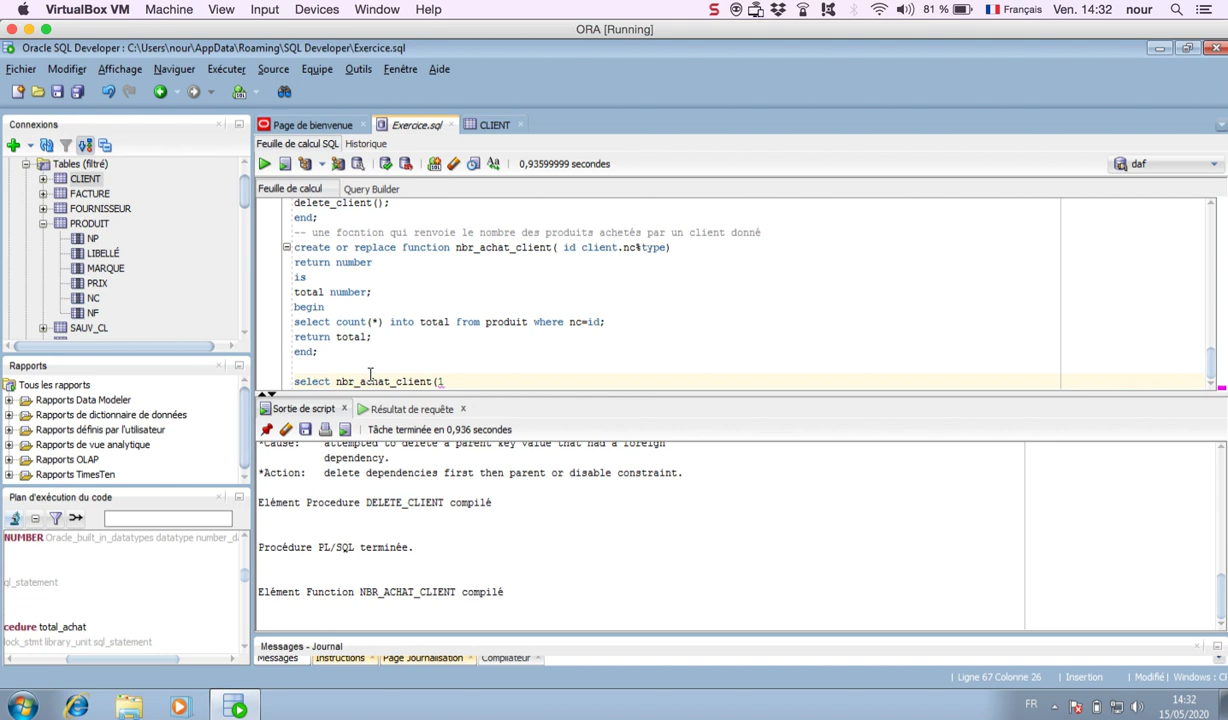 VirtualBox VM Machine View Input Devices Window Help 81 % Français Ven. 14:32 nour
ORA [Running]
Oracle SQL Developer : C:\Users\nour\AppData\Roaming\SQL Developer\Exercice.sql
Fichier Modifier Affichage Naviguer Exécuter Source Equipe Outils Fenêtre Aide
Connexions
Tables (filtré)
CLIENT
FACTURE
FOURNISSEUR
PRODUIT
NP
LIBELLÉ
MARQUE
PRIX
NC
NF
SAUV_CL
Rapports
Tous les rapports
Rapports Data Modeler
Rapports de dictionnaire de données
Rapports définis par l'utilisateur
Rapports de vue analytique
Rapports OLAP
Rapports TimesTen
Plan d'exécution du code
NUMBER Oracle_built_in_datatypes datatype number_d
ql_statement
cedure total_achat
lock_stmt library_unit sql_statement
Page de bienvenue Exercice.sql CLIENT
Feuille de calcul SQL Historique
0,93599999 secondes daf
Feuille de calcul Query Builder
delete_client();
end;
-- une focntion qui renvoie le nombre des produits achetés par un client donné
create or replace function nbr_achat_client( id client.nc%type)
return number
is
total number;
begin
select count(*) into total from produit where nc=id;
return total;
end;
select nbr_achat_client(1
Sortie de script Résultat de requête
Tâche terminée en 0,936 secondes
*Cause: attempted to delete a parent key value that had a foreign
dependency.
*Action: delete dependencies first then parent or disable constraint.
Elément Procedure DELETE_CLIENT compilé
Procédure PL/SQL terminée.
Elément Function NBR_ACHAT_CLIENT compilé
Messages - Journal
Messages Instructions Page Journalisation Compilateur
Ligne 67 Colonne 26 Insertion Modifié Windows:
FR 14:32
15/05/2020